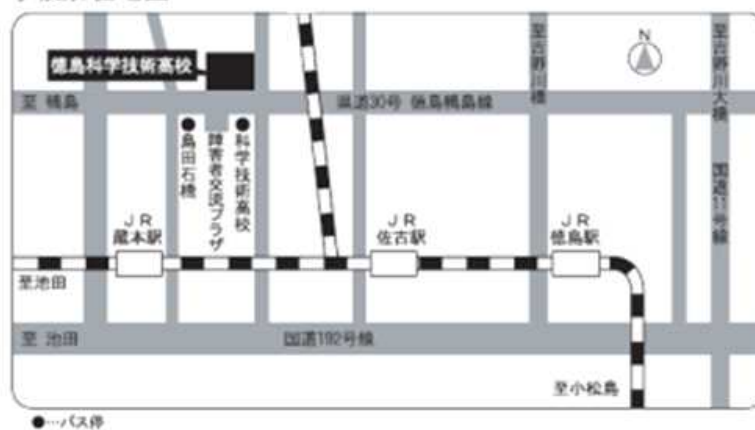 徳島科学技術高校
至 鴨島
県道30号 徳島鴨島線
至吉野川橋
N
至吉野川大橋
国道11号線
島田石橋
障害者交流プラザ
科学技術高校
JR
蔵本駅
JR
佐古駅
JR
徳島駅
至池田
至 池田
国道192号線
至小松島
●…バス停